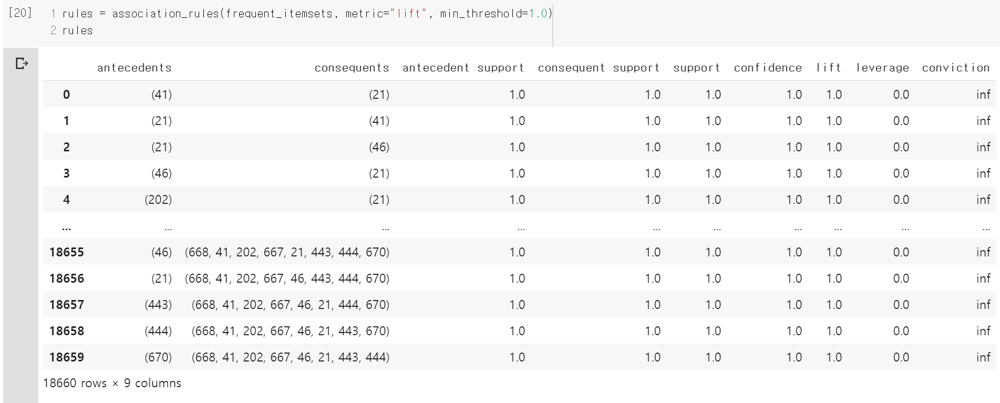 [20] 1 rules = association_rules(frequent_itemsets, metric="lift", min_threshold=1.0)
2 rules
antecedents consequents antecedent support consequent support support confidence lift leverage conviction
0 (41) (21) 1.0 1.0 1.0 1.0 1.0 0.0 inf
1 (21) (41) 1.0 1.0 1.0 1.0 1.0 0.0 inf
2 (21) (46) 1.0 1.0 1.0 1.0 1.0 0.0 inf
3 (46) (21) 1.0 1.0 1.0 1.0 1.0 0.0 inf
4 (202) (21) 1.0 1.0 1.0 1.0 1.0 0.0 inf
... ... ... ... ... ... ... ... ... ...
18655 (46) (668, 41, 202, 667, 21, 443, 444, 670) 1.0 1.0 1.0 1.0 1.0 0.0 inf
18656 (21) (668, 41, 202, 667, 46, 443, 444, 670) 1.0 1.0 1.0 1.0 1.0 0.0 inf
18657 (443) (668, 41, 202, 667, 46, 21, 444, 670) 1.0 1.0 1.0 1.0 1.0 0.0 inf
18658 (444) (668, 41, 202, 667, 46, 21, 443, 670) 1.0 1.0 1.0 1.0 1.0 0.0 inf
18659 (670) (668, 41, 202, 667, 46, 21, 443, 444) 1.0 1.0 1.0 1.0 1.0 0.0 inf
18660 rows × 9 columns